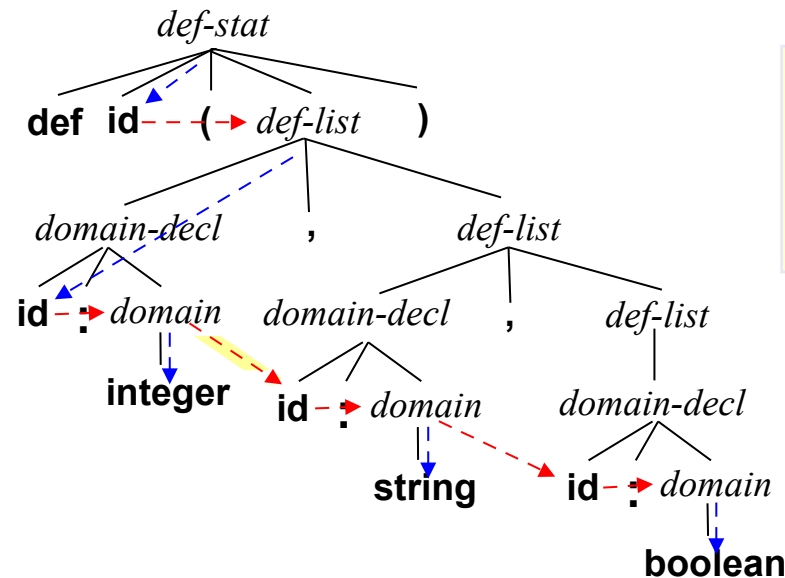 def-stat
def id ( def-list )
domain-decl , def-list
id : domain domain-decl , def-list
integer id : domain domain-decl
string id : domain
boolean